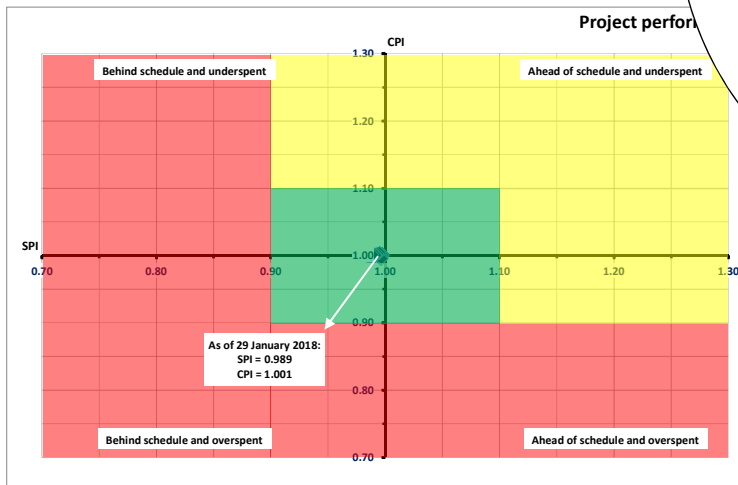 Project
CPI
1.30
Behind schedule and underspent
Ahead of schedule and underspent
1.20
1.10
SPI
1.00
0.70
0.80
0.90
1.00
1.10
1.20
1.30
0.90
As of 29 January 2018:
SPI = 0.989
CPI = 1.001
0.80
Behind schedule and overspent
Ahead of schedule and overspent
0.70